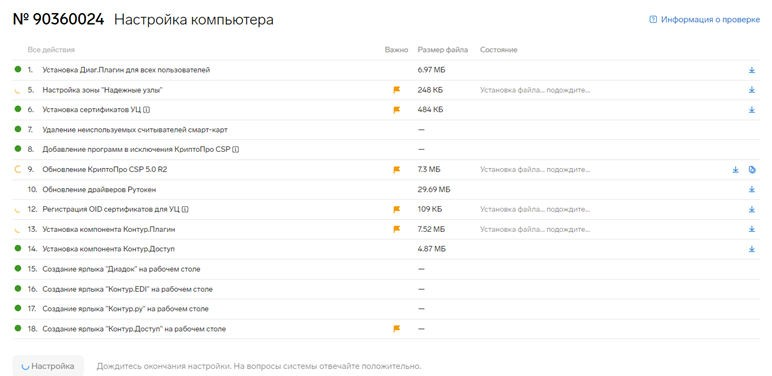 № 90360024 Настройка компьютера Информация о проверке
Все действия Важно Размер файла Состояние
1. Установка Диаг.Плагин для всех пользователей 6.97 МБ
5. Настройка зоны "Надежные узлы" 248 КБ Установка файла... подождите...
6. Установка сертификатов УЦ 484 КБ
7. Удаление неиспользуемых считывателей смарт-карт —
8. Добавление программ в исключения КриптоПро CSP —
9. Обновление КриптоПро CSP 5.0 R2 7.3 МБ Установка файла... подождите...
10. Обновление драйверов Рутокен 29.69 МБ
12. Регистрация OID сертификатов для УЦ 109 КБ Установка файла... подождите...
13. Установка компонента Контур.Плагин 7.52 МБ Установка файла... подождите...
14. Установка компонента Контур.Доступ 4.87 МБ
15. Создание ярлыка "Диадок" на рабочем столе —
16. Создание ярлыка "Контур.EDI" на рабочем столе —
17. Создание ярлыка "Контур.ру" на рабочем столе —
18. Создание ярлыка "Контур.Доступ" на рабочем столе —
Настройка Дождитесь окончания настройки. На вопросы системы отвечайте положительно.